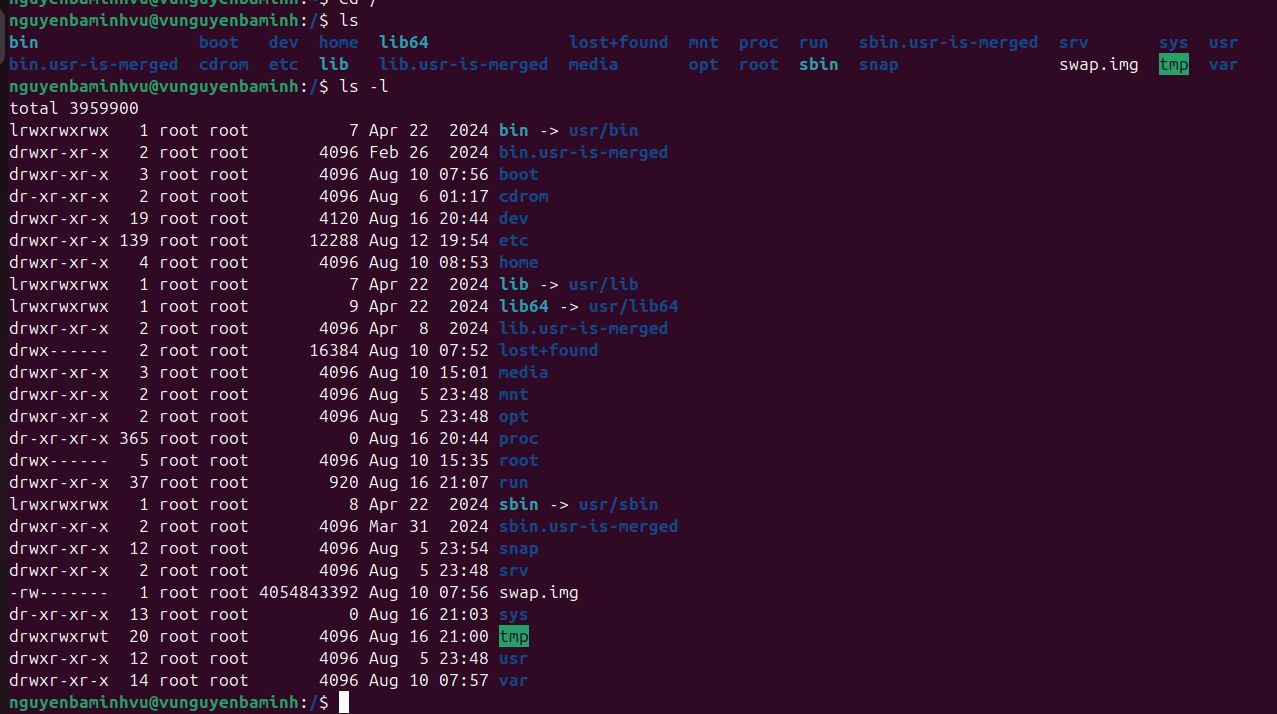 nguyenbaminhvu@vunguyenbaminh:~$ cd /
nguyenbaminhvu@vunguyenbaminh:/$ ls
bin                boot   dev  home  lib64               lost+found  mnt  proc  run   sbin.usr-is-merged  srv       sys  usr
bin.usr-is-merged  cdrom  etc  lib   lib.usr-is-merged  media       opt  root  sbin  snap                swap.img  tmp  var
nguyenbaminhvu@vunguyenbaminh:/$ ls -l
total 3959900
lrwxrwxrwx   1 root root          7 Apr 22  2024 bin -> usr/bin
drwxr-xr-x   2 root root       4096 Feb 26  2024 bin.usr-is-merged
drwxr-xr-x   3 root root       4096 Aug 10 07:56 boot
dr-xr-xr-x   2 root root       4096 Aug  6 01:17 cdrom
drwxr-xr-x  19 root root       4120 Aug 16 20:44 dev
drwxr-xr-x 139 root root      12288 Aug 12 19:54 etc
drwxr-xr-x   4 root root       4096 Aug 10 08:53 home
lrwxrwxrwx   1 root root          7 Apr 22  2024 lib -> usr/lib
lrwxrwxrwx   1 root root          9 Apr 22  2024 lib64 -> usr/lib64
drwxr-xr-x   2 root root       4096 Apr  8  2024 lib.usr-is-merged
drwx------   2 root root      16384 Aug 10 07:52 lost+found
drwxr-xr-x   3 root root       4096 Aug 10 15:01 media
drwxr-xr-x   2 root root       4096 Aug  5 23:48 mnt
drwxr-xr-x   2 root root       4096 Aug  5 23:48 opt
dr-xr-xr-x 365 root root          0 Aug 16 20:44 proc
drwx------   5 root root       4096 Aug 10 15:35 root
drwxr-xr-x  37 root root        920 Aug 16 21:07 run
lrwxrwxrwx   1 root root          8 Apr 22  2024 sbin -> usr/sbin
drwxr-xr-x   2 root root       4096 Mar 31  2024 sbin.usr-is-merged
drwxr-xr-x  12 root root       4096 Aug  5 23:54 snap
drwxr-xr-x   2 root root       4096 Aug  5 23:48 srv
-rw-------   1 root root 4054843392 Aug 10 07:56 swap.img
dr-xr-xr-x  13 root root          0 Aug 16 21:03 sys
drwxrwxrwt  20 root root       4096 Aug 16 21:00 tmp
drwxr-xr-x  12 root root       4096 Aug  5 23:48 usr
drwxr-xr-x  14 root root       4096 Aug 10 07:57 var
nguyenbaminhvu@vunguyenbaminh:/$